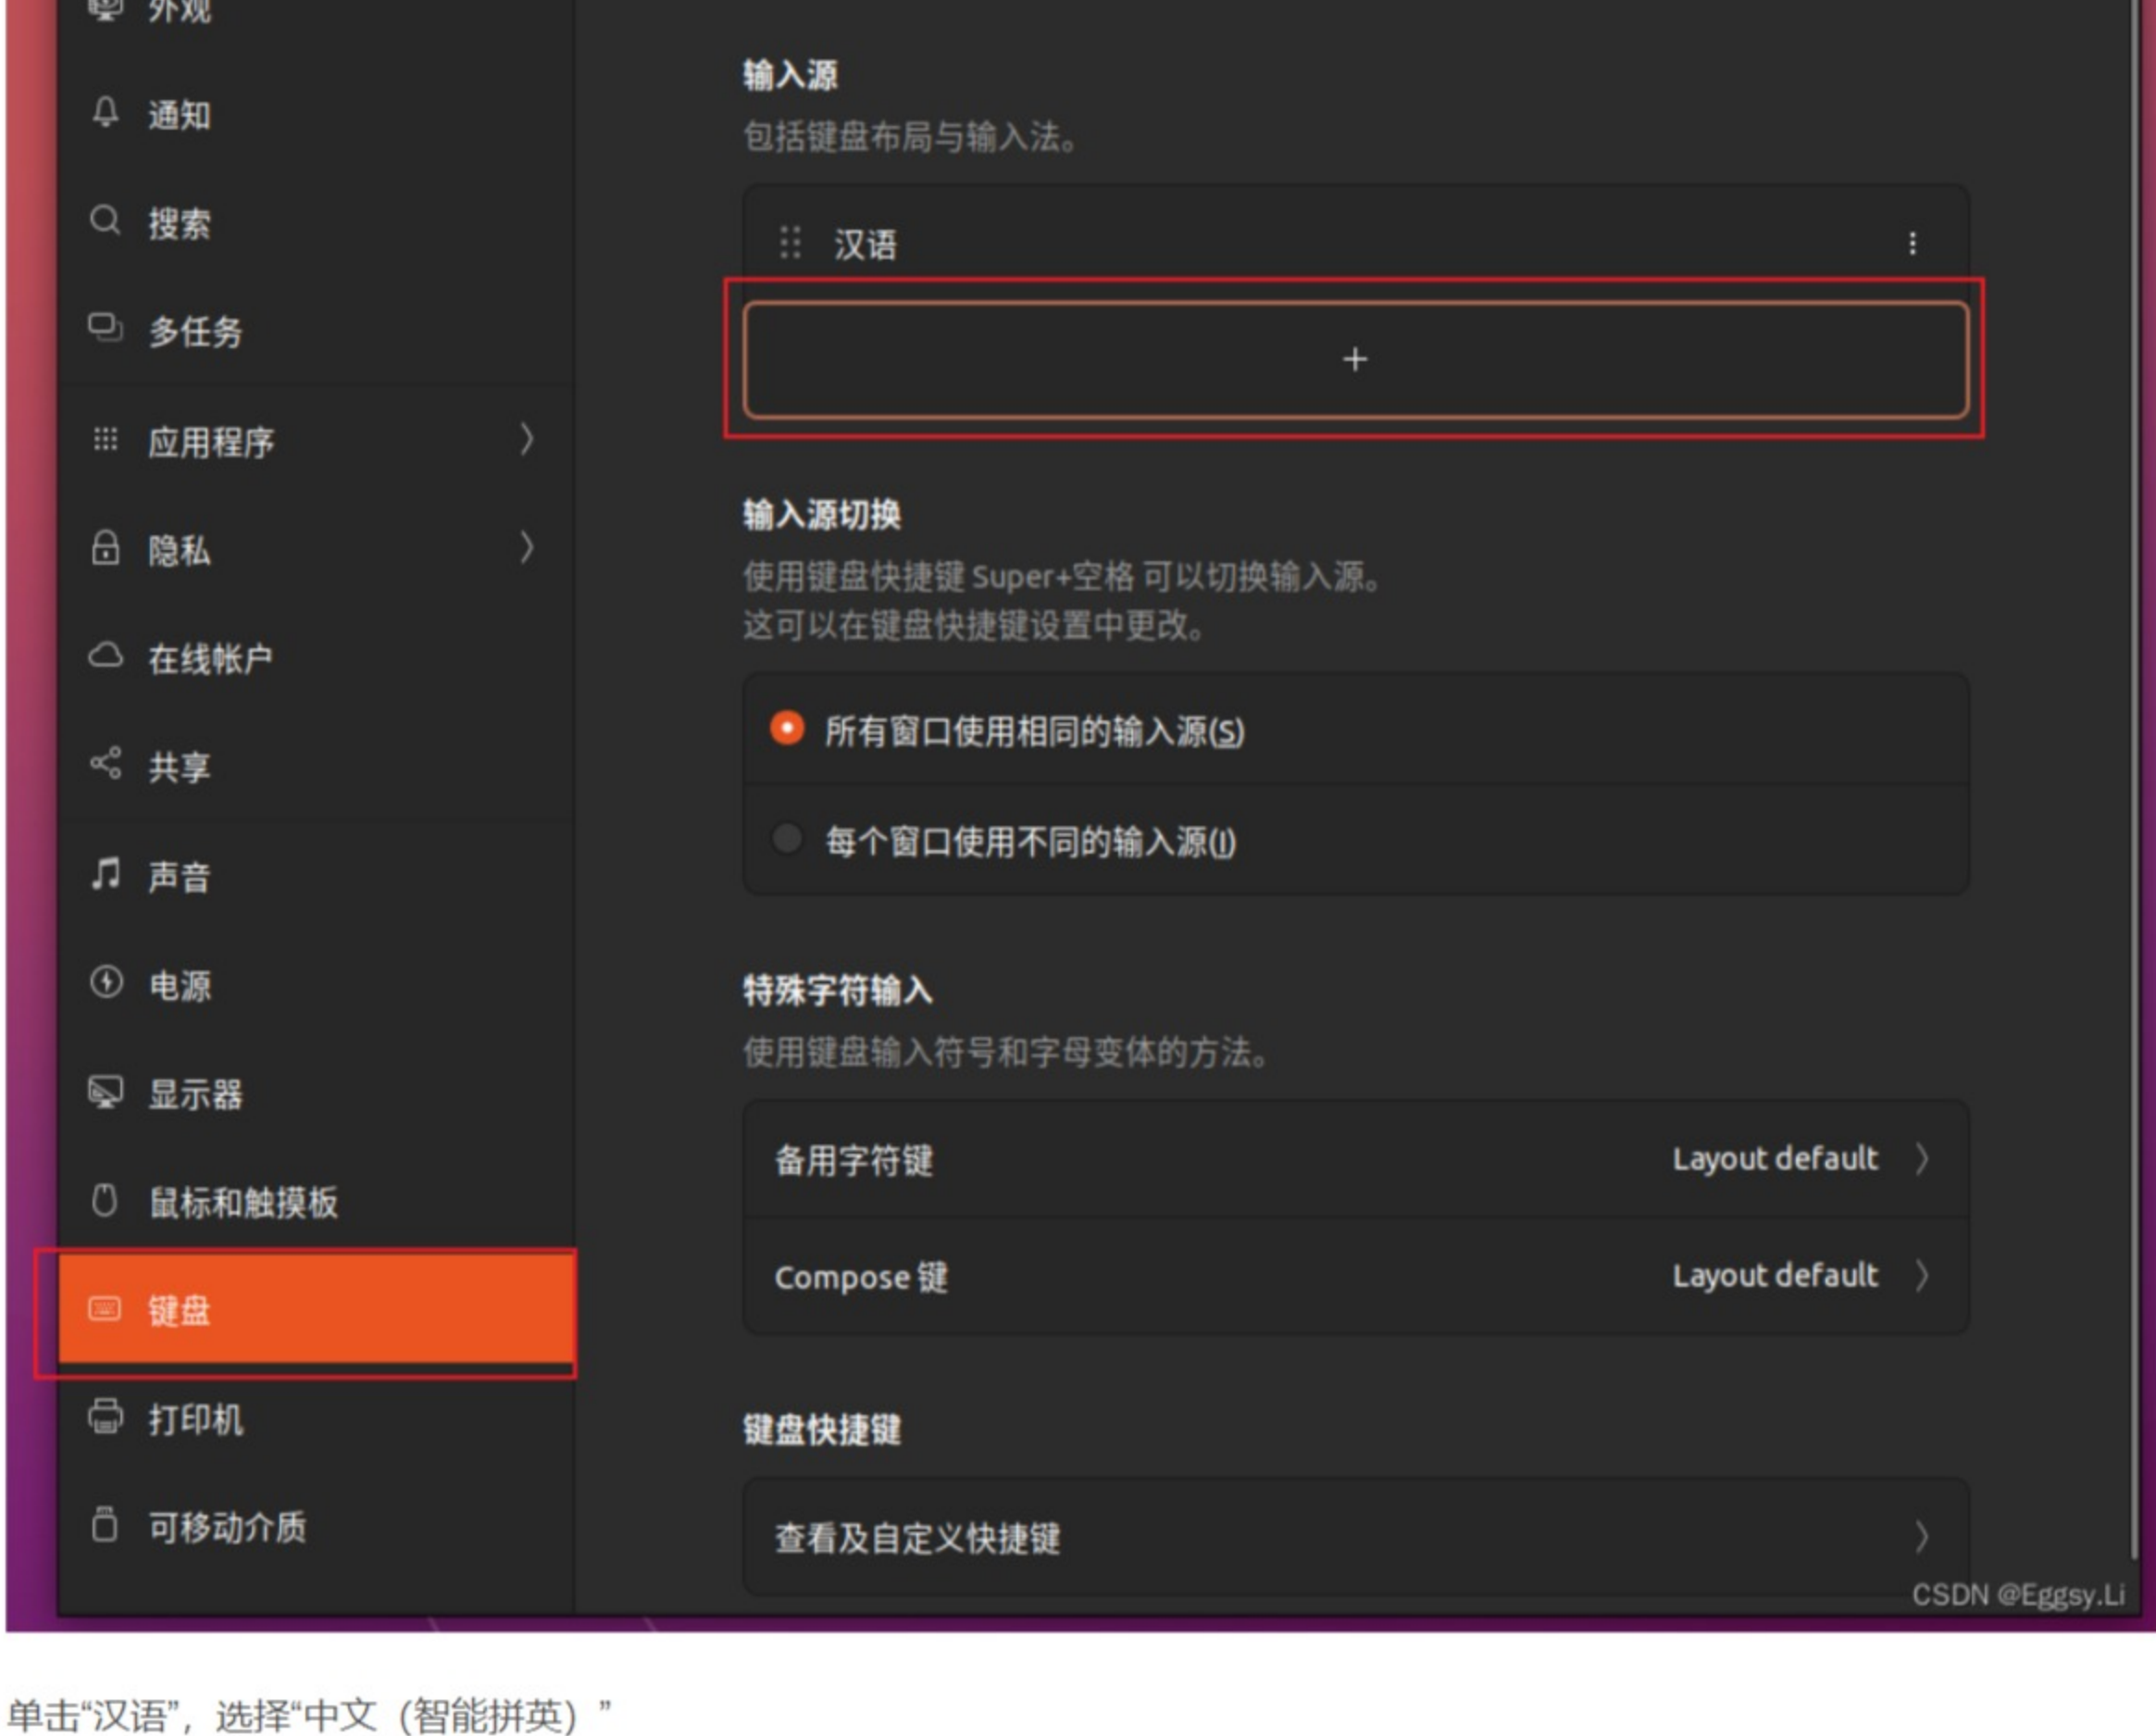 外观
通知
搜索
多任务
应用程序
隐私
在线帐户
共享
声音
电源
显示器
鼠标和触摸板
键盘
打印机
可移动介质
输入源
包括键盘布局与输入法。
汉语
+
输入源切换
使用键盘快捷键 Super+空格 可以切换输入源。
这可以在键盘快捷键设置中更改。
所有窗口使用相同的输入源(S)
每个窗口使用不同的输入源(I)
特殊字符输入
使用键盘输入符号和字母变体的方法。
备用字符键 Layout default
Compose 键 Layout default
键盘快捷键
查看及自定义快捷键
CSDN @Eggsy.Li
单击“汉语”，选择“中文（智能拼英）”